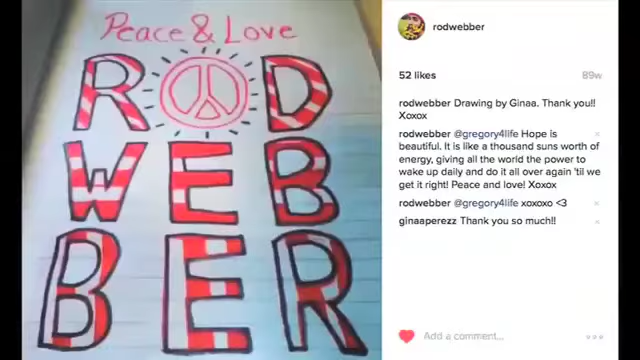 Peace & Love
ROD
WEB
BER
rodwebber
52 likes
89w
rodwebber Drawing by Ginaa. Thank you!!
Xoxox
rodwebber @gregory4life Hope is
beautiful. It is like a thousand suns worth of
energy, giving all the world the power to
wake up daily and do it all over again 'til we
get it right! Peace and love! Xoxox
rodwebber @gregory4life xoxoxo <3
ginaaperezz Thank you so much!!
Add a comment...